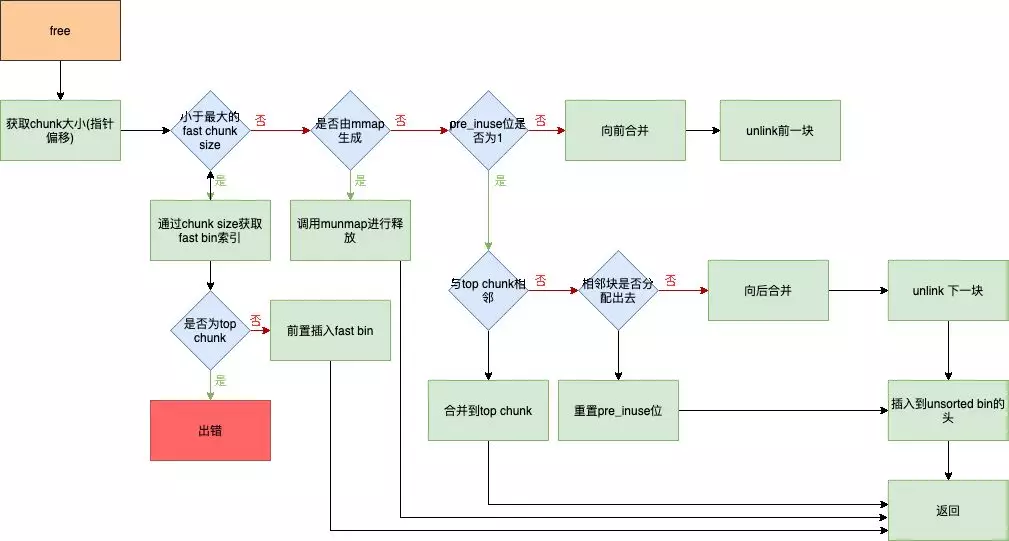 free
获取chunk大小(指针
偏移)
小于最大的
fast chunk
size
否
是否由mmap
生成
否
pre_inuse位是
否为1
否
向前合并
unlink前一块
是
是
是
通过chunk size获取
fast bin索引
调用munmap进行释
放
与top chunk相
邻
否
相邻块是否分
配出去
否
向后合并
unlink 下一块
是否为top
chunk
否
前置插入fast bin
是
出错
合并到top chunk
重置pre_inuse位
插入到unsorted bin的
头
返回